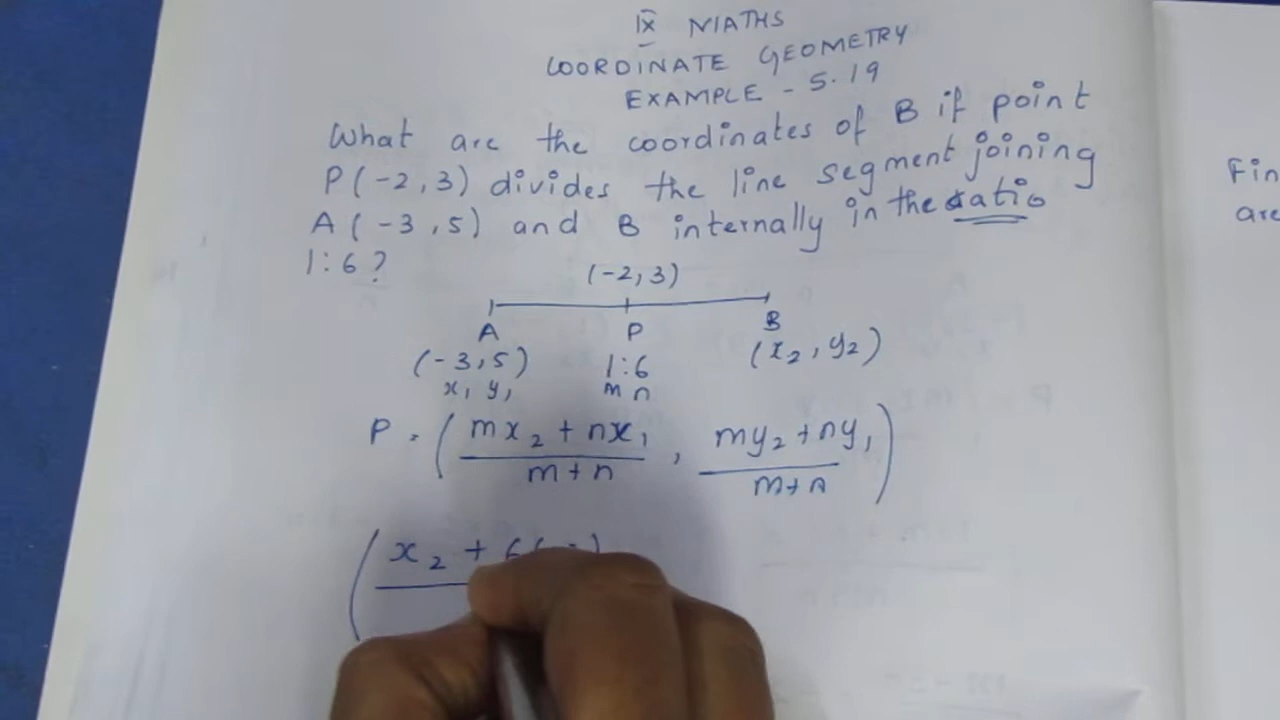 IX MATHS
COORDINATE GEOMETRY
EXAMPLE - 5.19
What are the coordinates of B if point
P(-2,3) divides the line segment joining
A(-3,5) and B internally in the ratio
1:6?
(-2,3)
A P B
(-3,5) 1:6 (x₂, y₂)
x₁ y₁ m n
P = ( mx₂ + nx₁ / m+n , my₂ + ny₁ / m+n )
( x₂ + 6( )
Fin
are